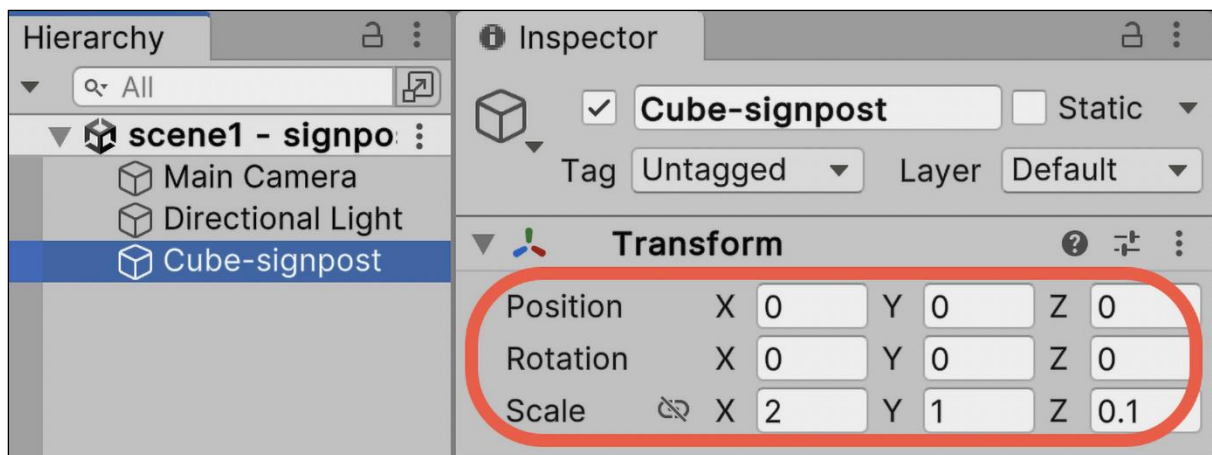 Hierarchy
All
scene1 - signpo
Main Camera
Directional Light
Cube-signpost
Inspector
Cube-signpost Static
Tag Untagged Layer Default
Transform
Position X 0 Y 0 Z 0
Rotation X 0 Y 0 Z 0
Scale X 2 Y 1 Z 0.1